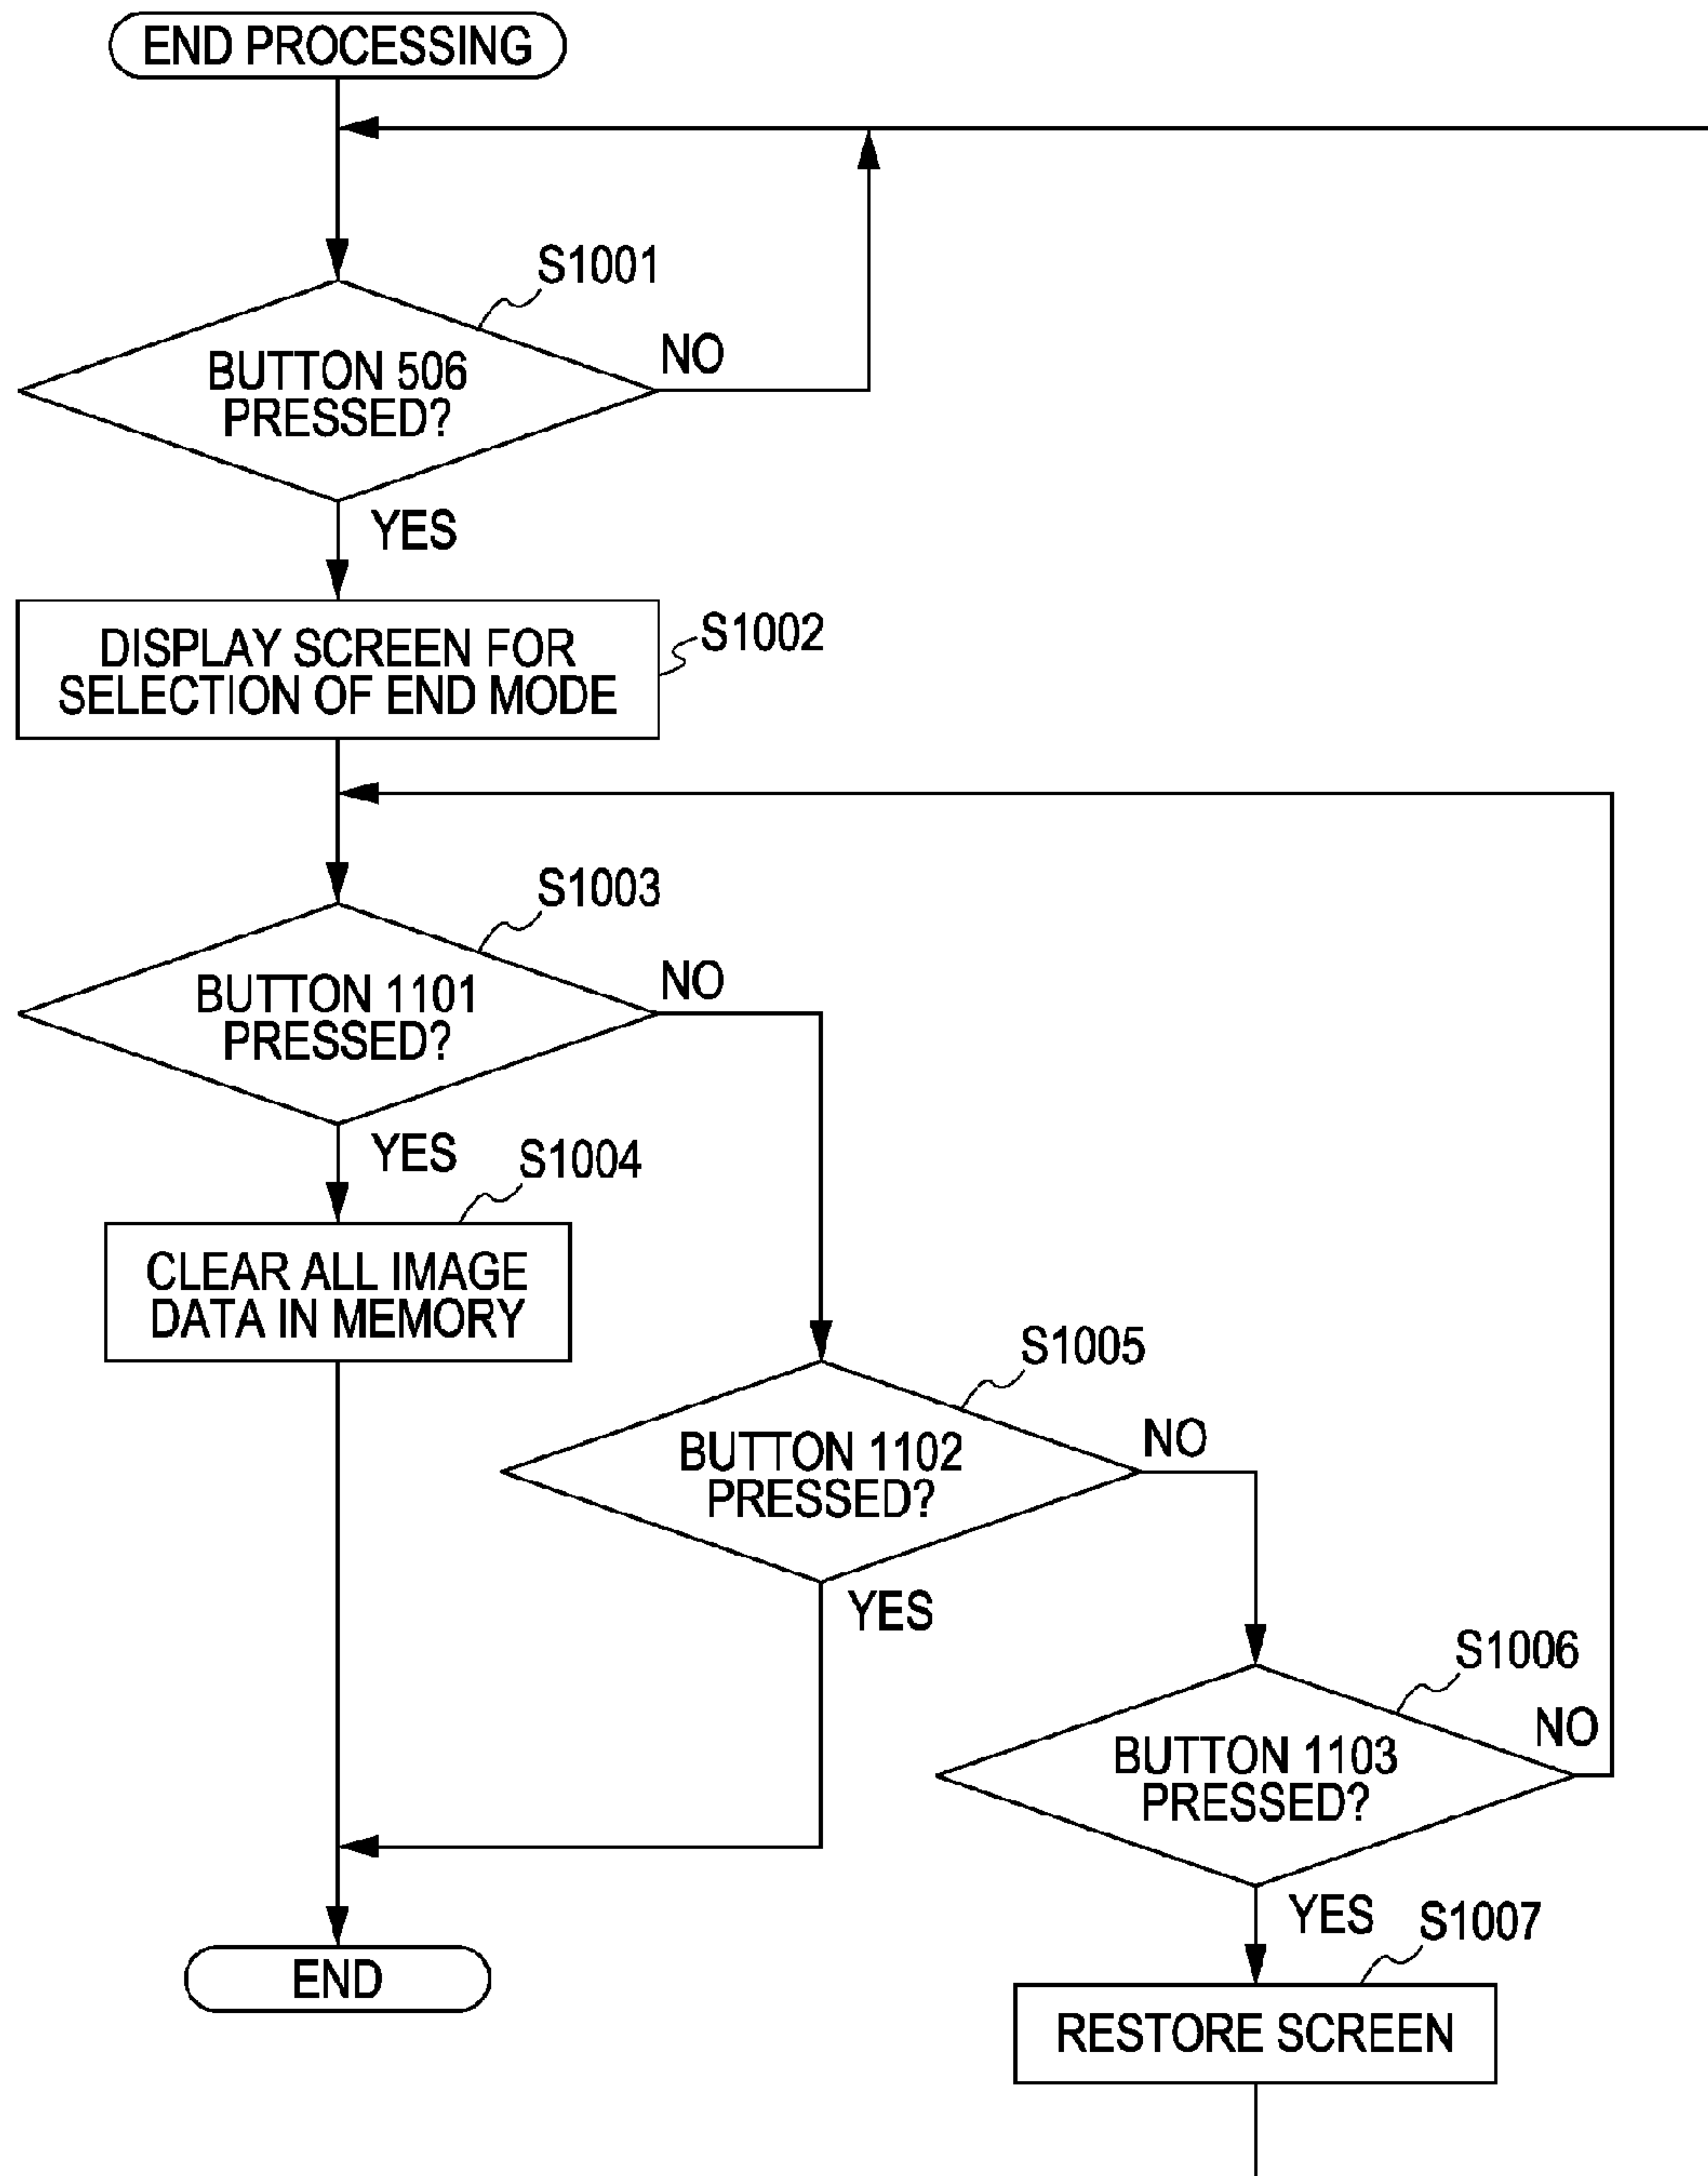 END PROCESSING
S1001
BUTTON 506
PRESSED?
NO
YES
S1002
DISPLAY SCREEN FOR
SELECTION OF END MODE
S1003
BUTTON 1101
PRESSED?
NO
YES
S1004
CLEAR ALL IMAGE
DATA IN MEMORY
S1005
BUTTON 1102
PRESSED?
NO
YES
S1006
BUTTON 1103
PRESSED?
NO
YES
S1007
END
RESTORE SCREEN